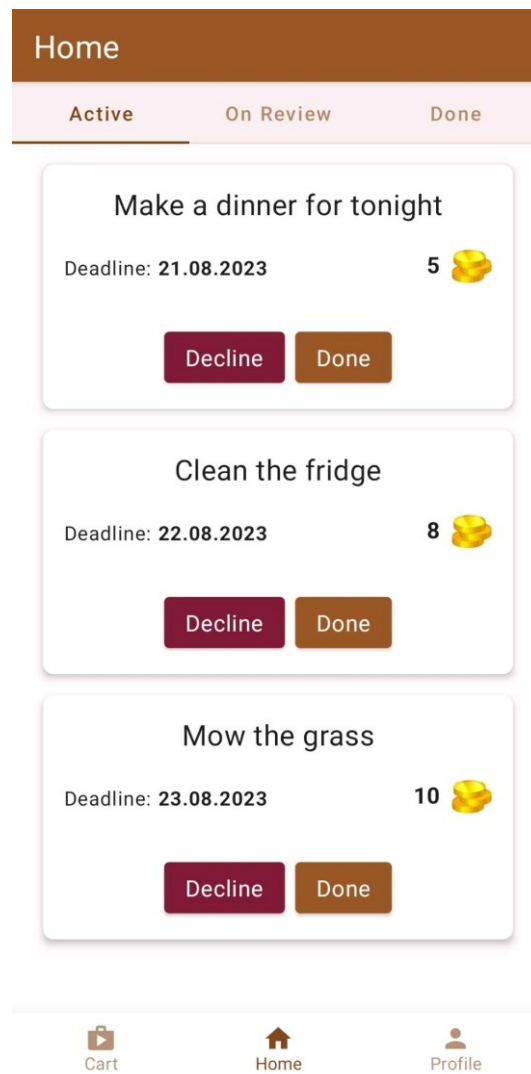 Home
Active On Review Done
Make a dinner for tonight
Deadline: 21.08.2023 5
Decline Done
Clean the fridge
Deadline: 22.08.2023 8
Decline Done
Mow the grass
Deadline: 23.08.2023 10
Decline Done
Cart Home Profile